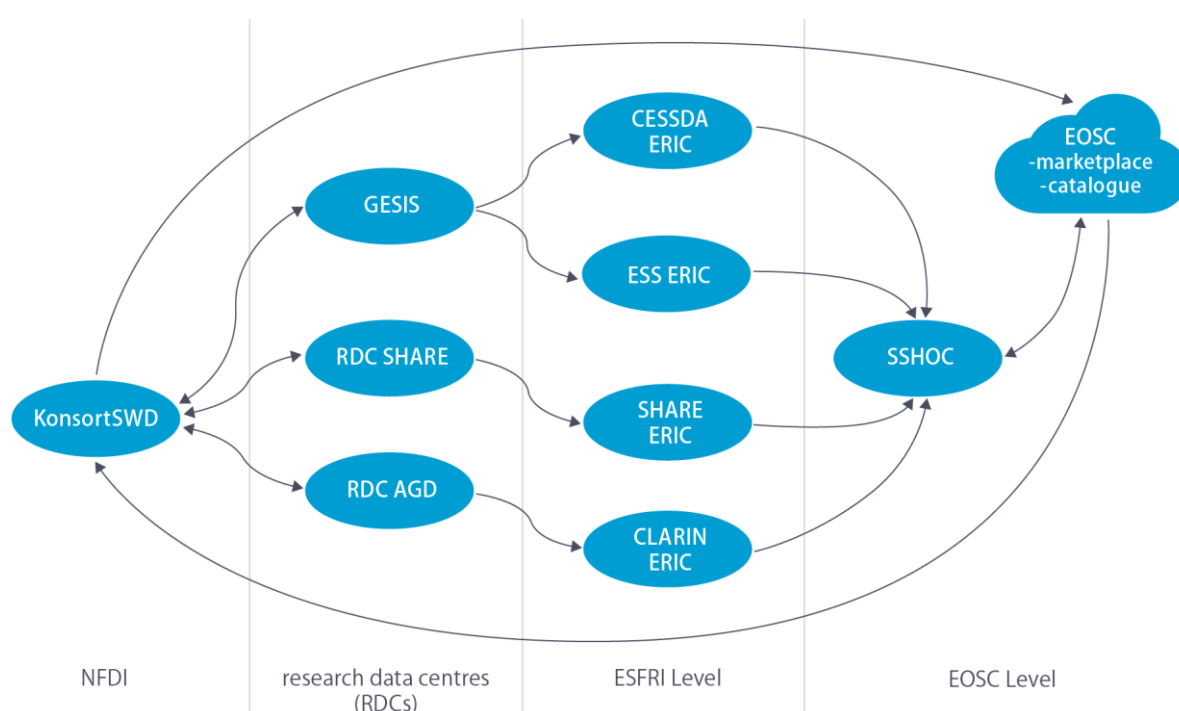 CESSDA
ERIC
EOSC
-marketplace
-catalogue
GESIS
ESS ERIC
RDC SHARE
SSHOC
KonsortSWD
SHARE
ERIC
RDC AGD
CLARIN
ERIC
NFDI
research data centres
(RDCs)
ESFRI Level
EOSC Level